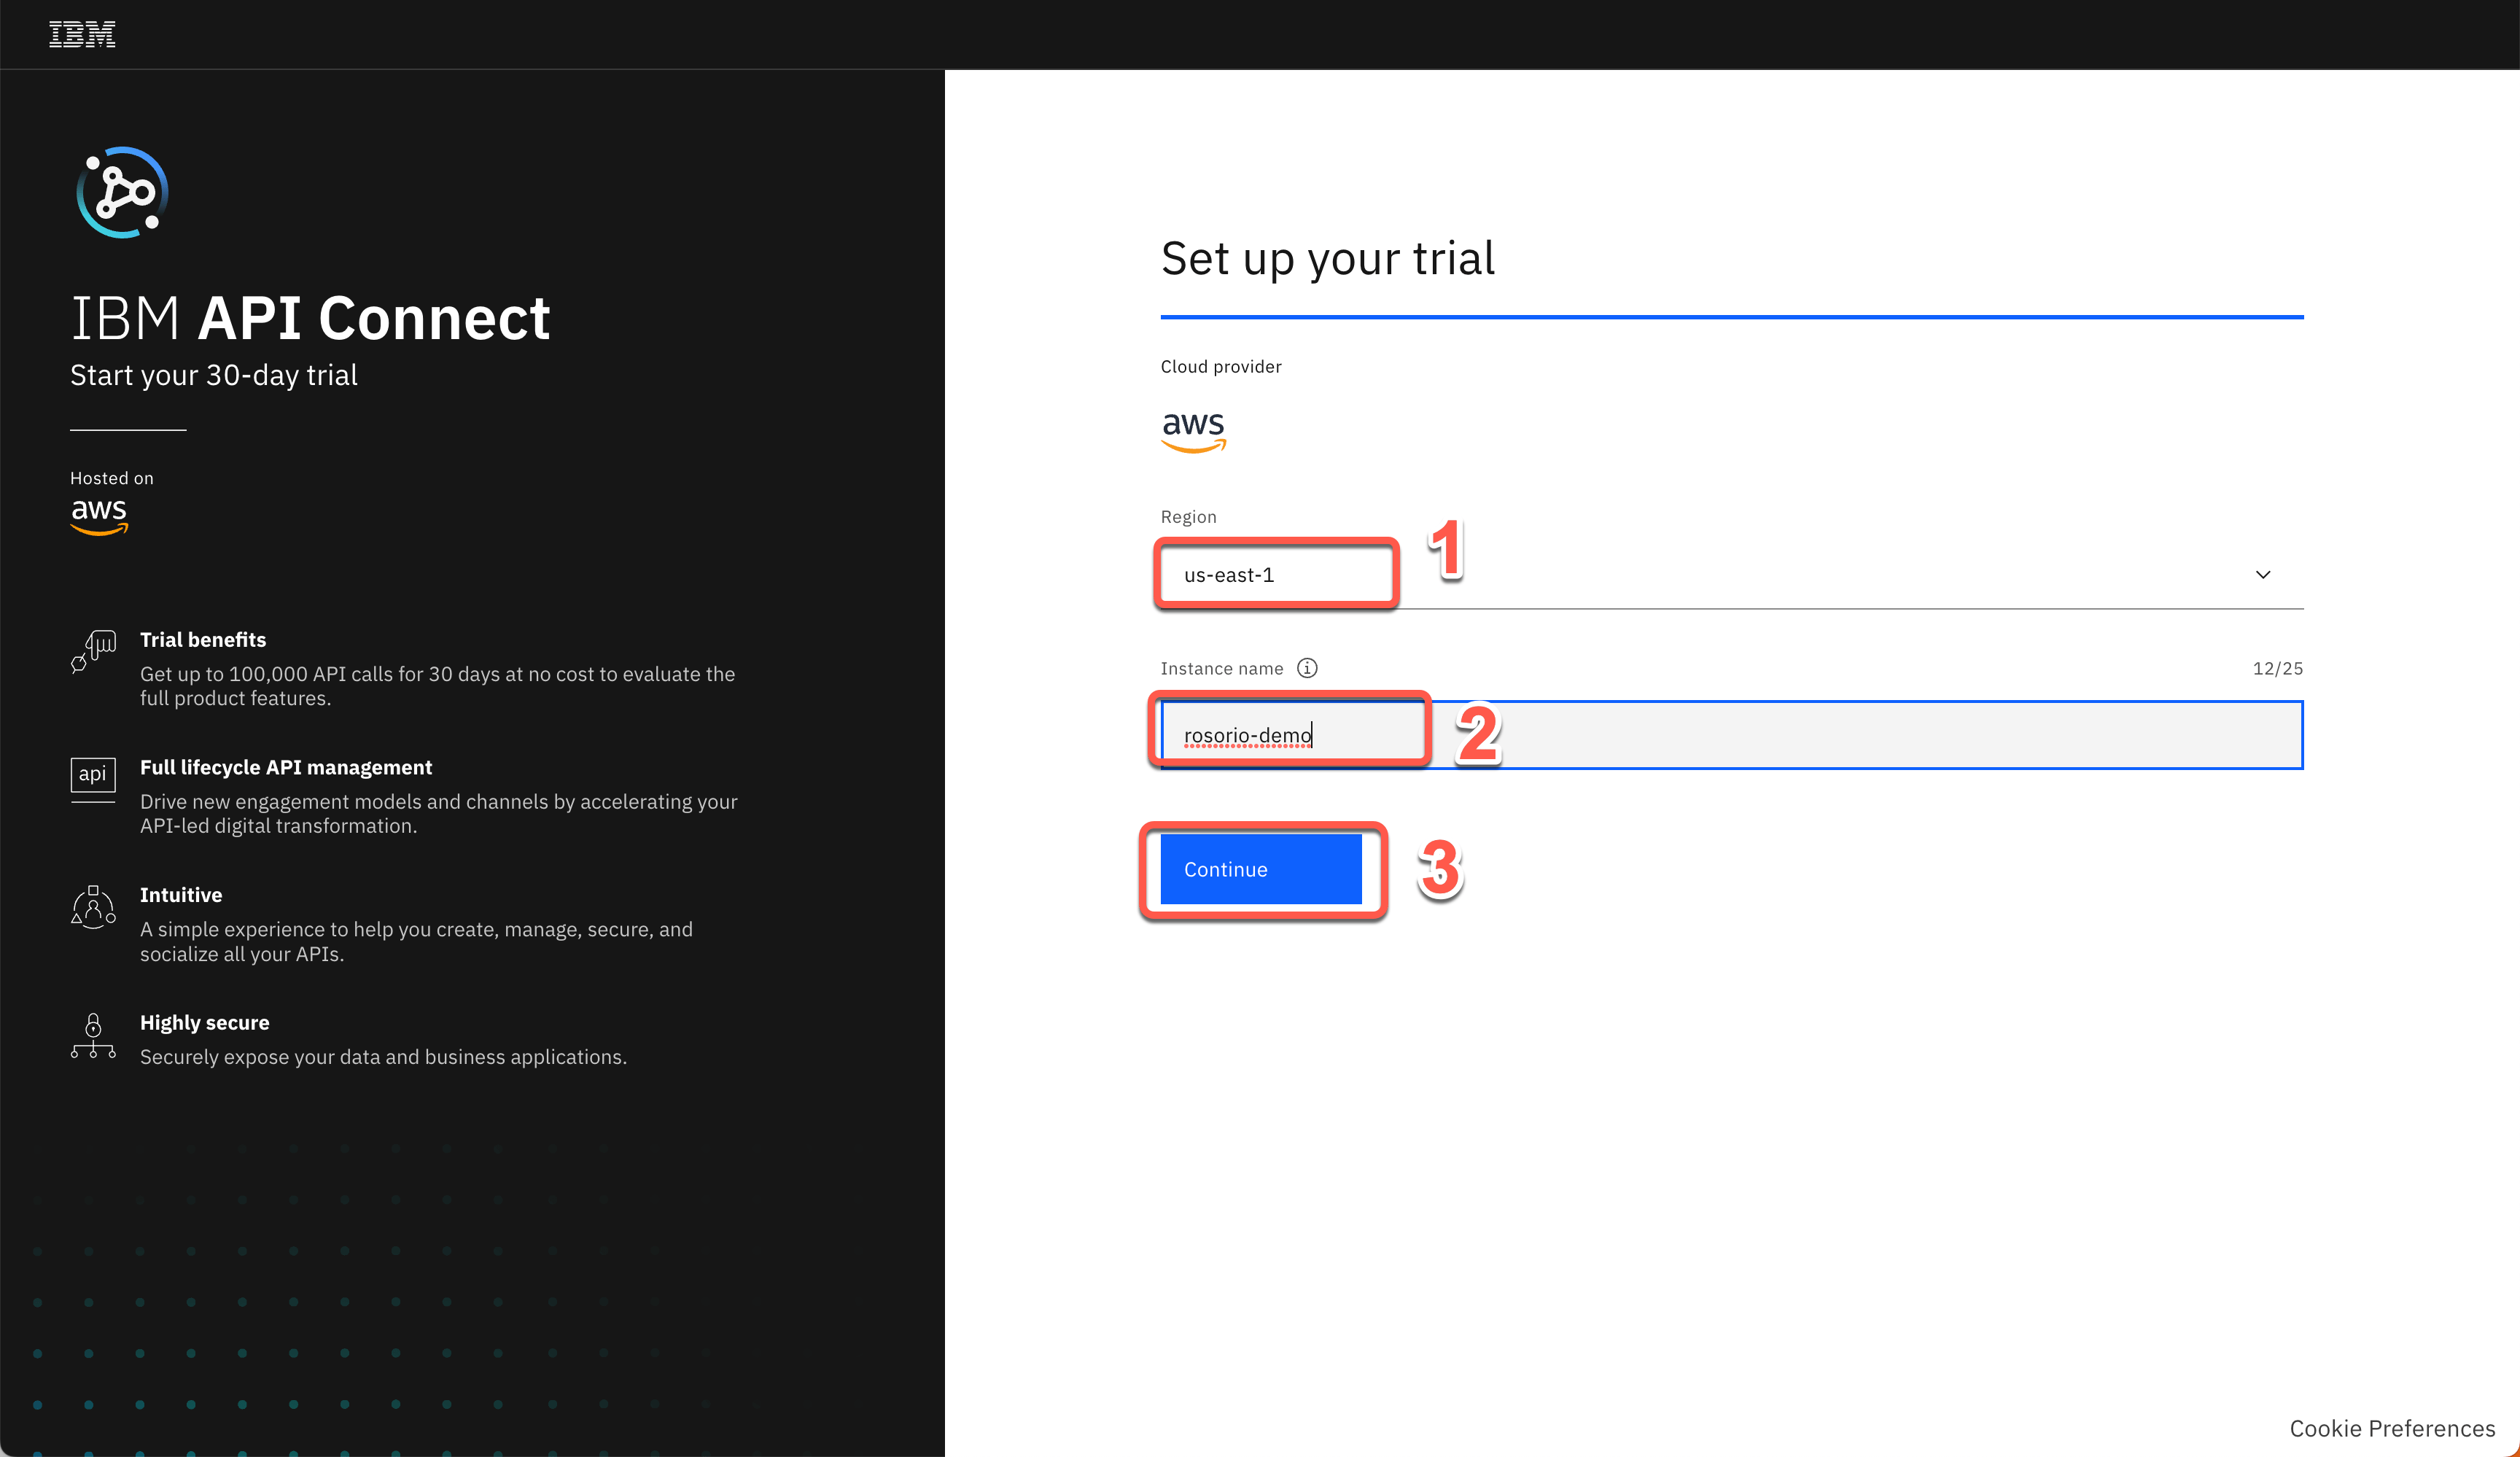 IBM
IBM API Connect
Start your 30-day trial
Hosted on
aws
Trial benefits
Get up to 100,000 API calls for 30 days at no cost to evaluate the
full product features.
api
Full lifecycle API management
Drive new engagement models and channels by accelerating your
API-led digital transformation.
Intuitive
A simple experience to help you create, manage, secure, and
socialize all your APIs.
Highly secure
Securely expose your data and business applications.
Set up your trial
Cloud provider
aws
Region
us-east-1
1
Instance name
12/25
rosorio-demo
2
Continue
3
Cookie Preferences